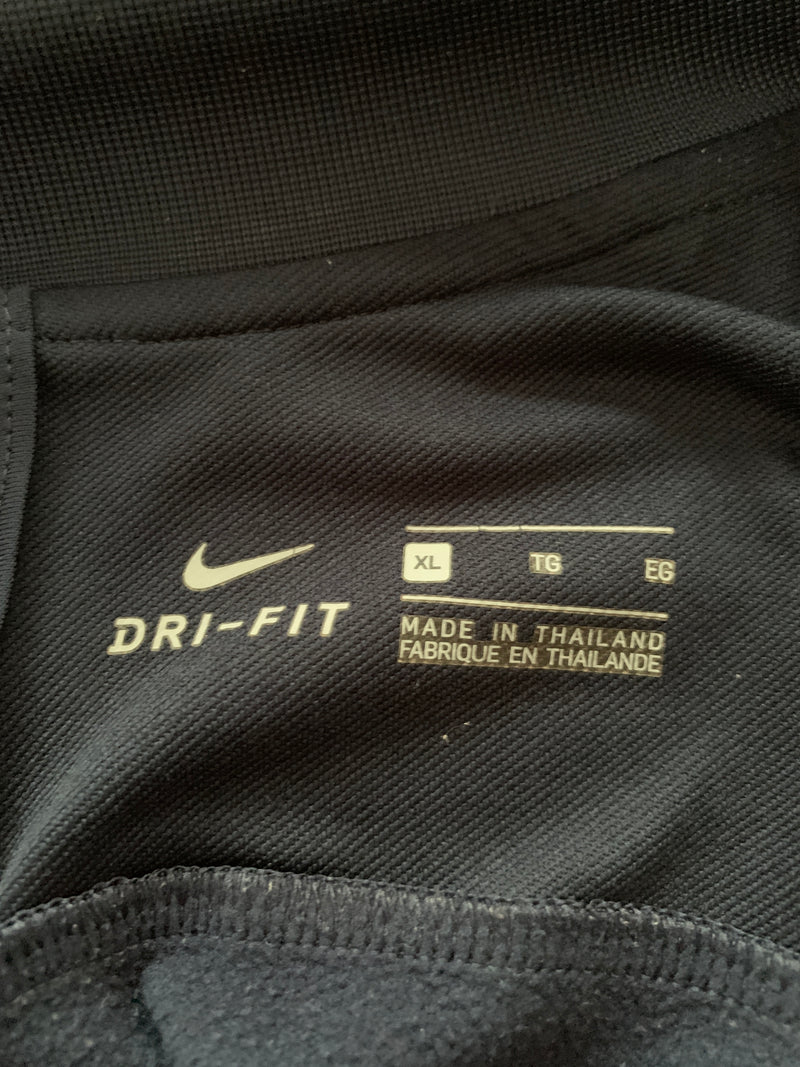 DRI-FIT
XL TG EG
MADE IN THAILAND
FABRIQUE EN THAILANDE